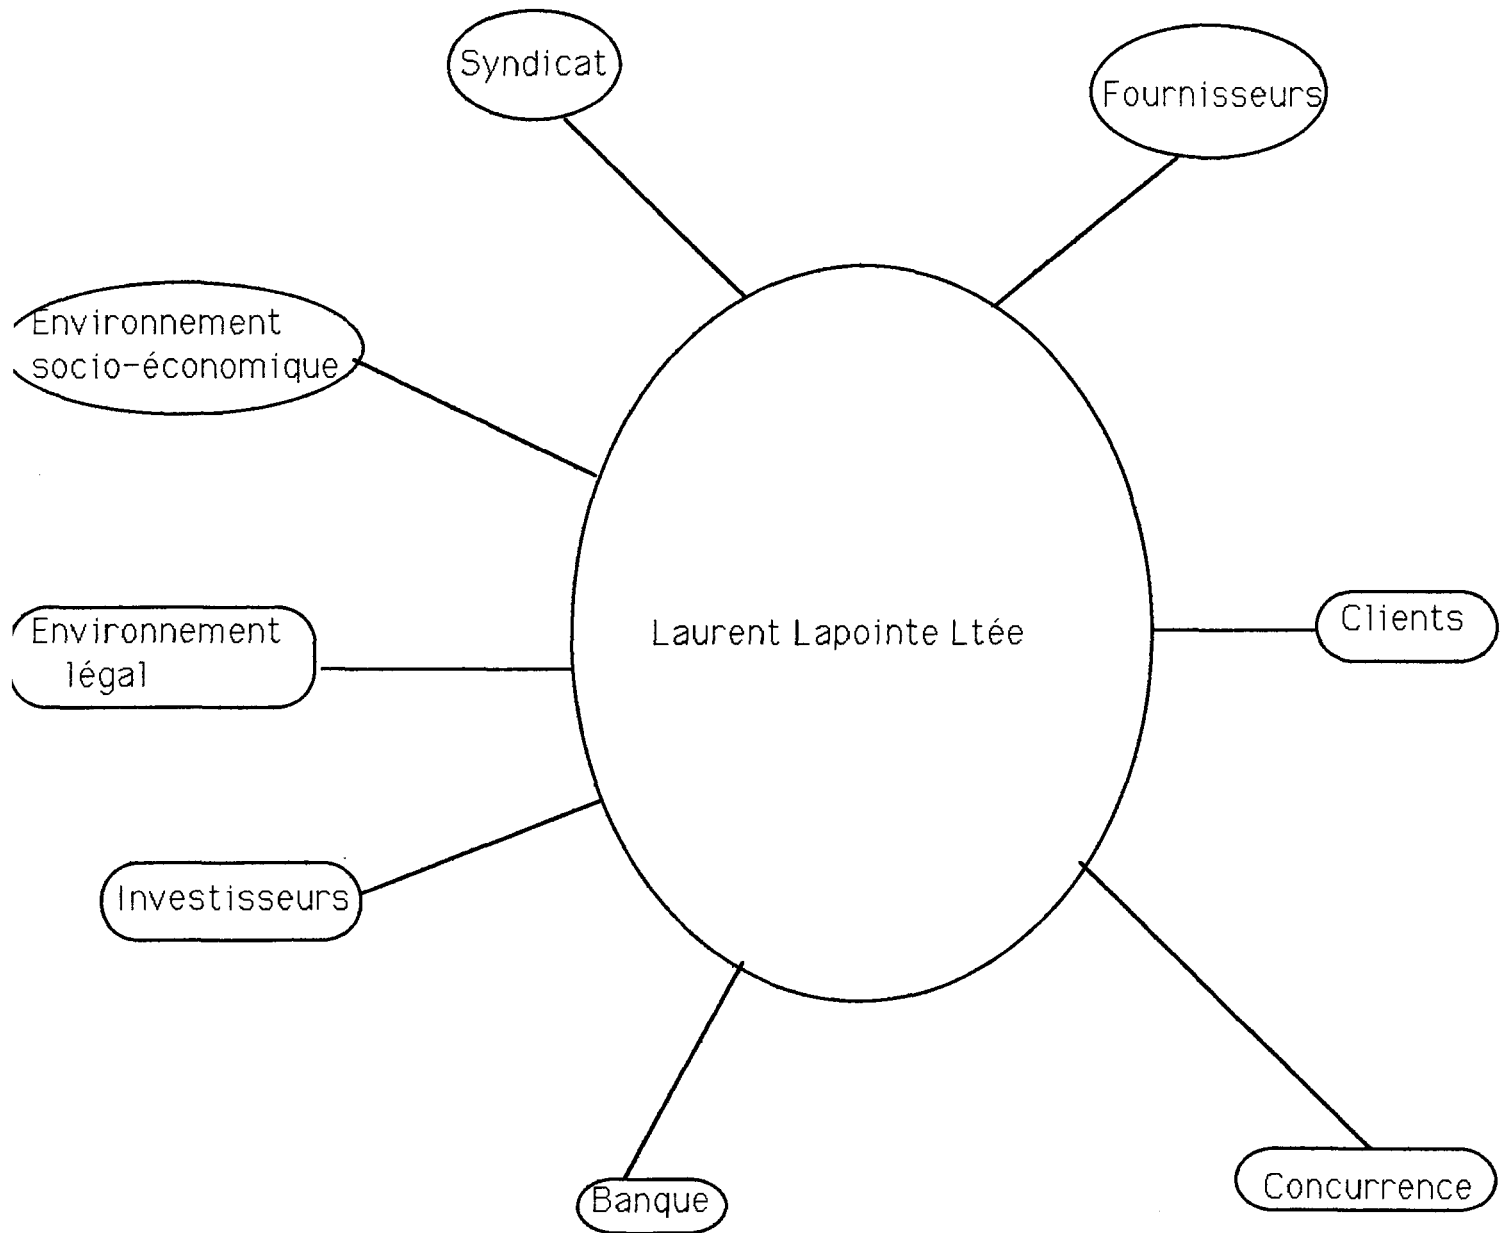 Syndicat
Fournisseurs
Environnement
socio-économique
Environnement
légal
Laurent Lapointe Ltée
Clients
Investisseurs
Banque
Concurrence